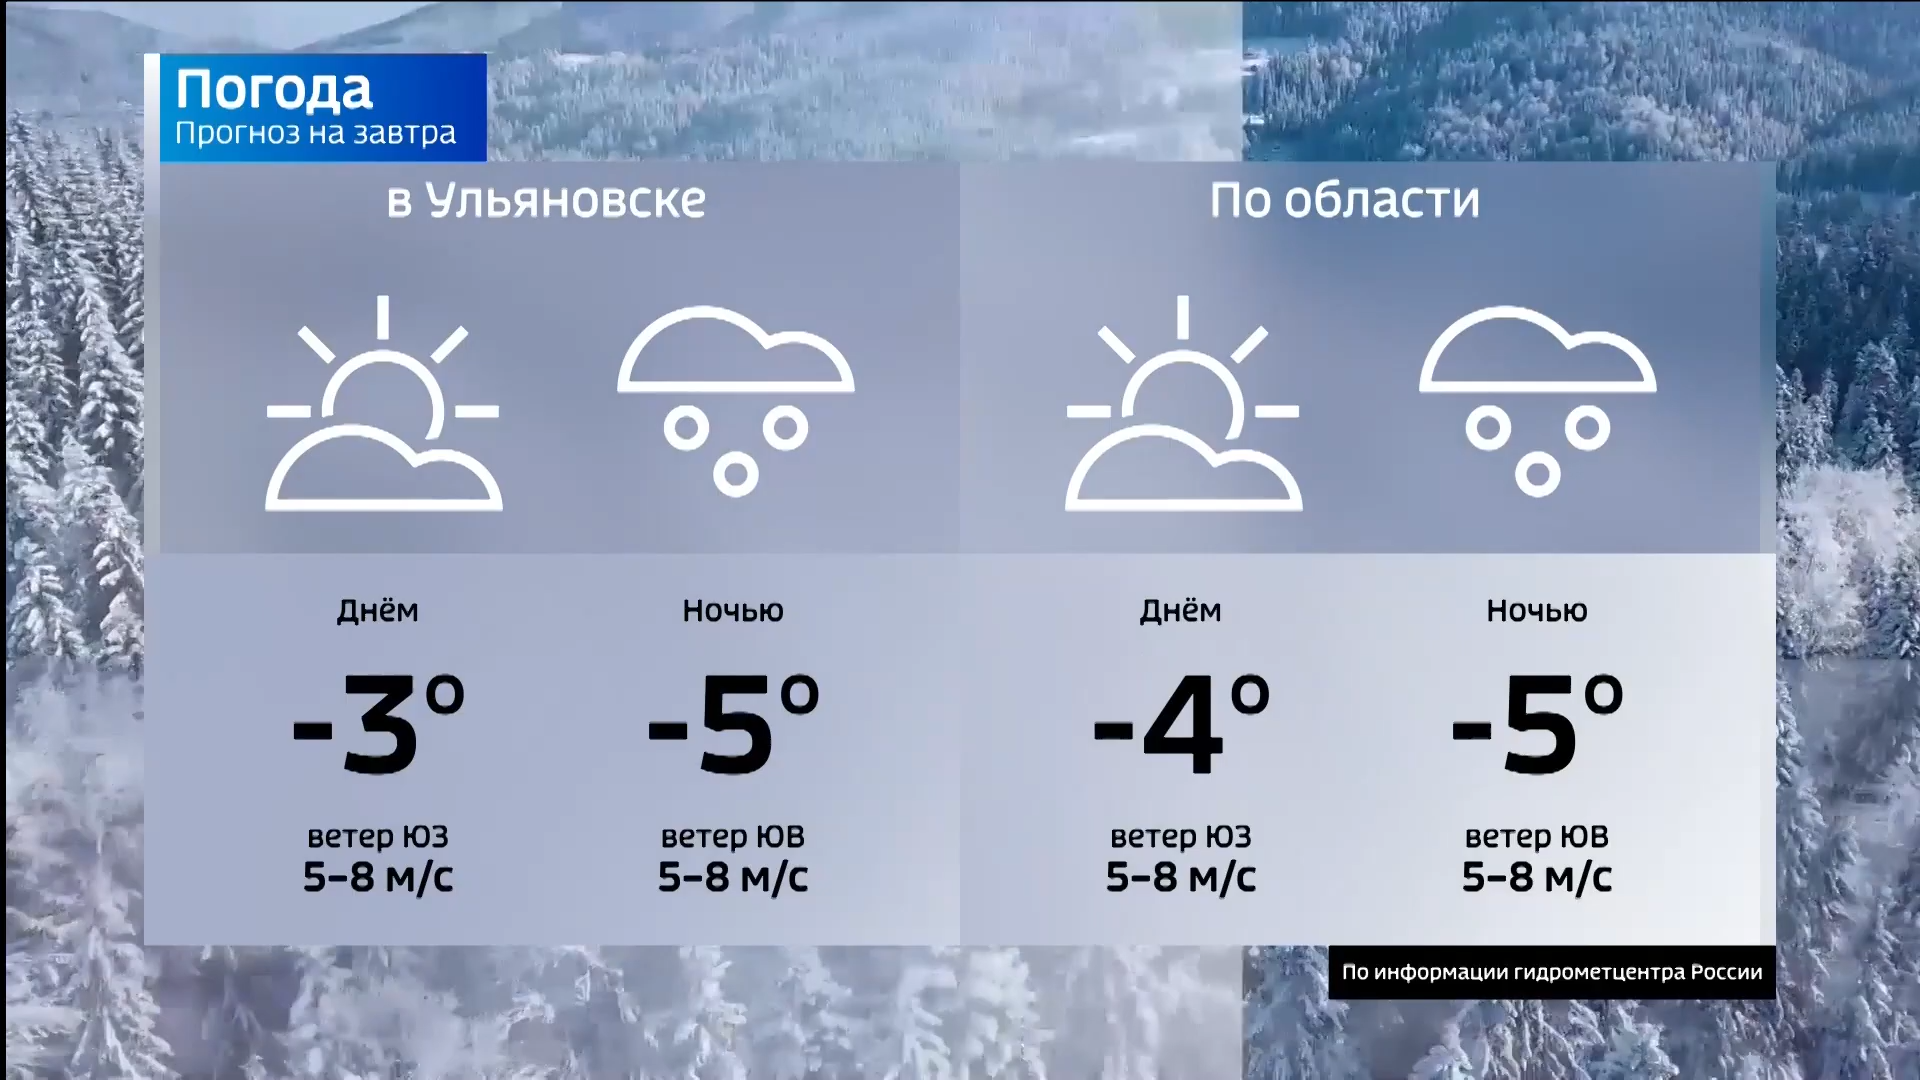 Погода
Прогноз на завтра
в Ульяновске
По области
Днём
Ночью
Днём
Ночью
-3°
-5°
-4°
-5°
ветер ЮЗ
ветер ЮВ
ветер ЮЗ
ветер ЮВ
5-8 м/с
5-8 м/с
5-8 м/с
5-8 м/с
По информации гидрометцентра России